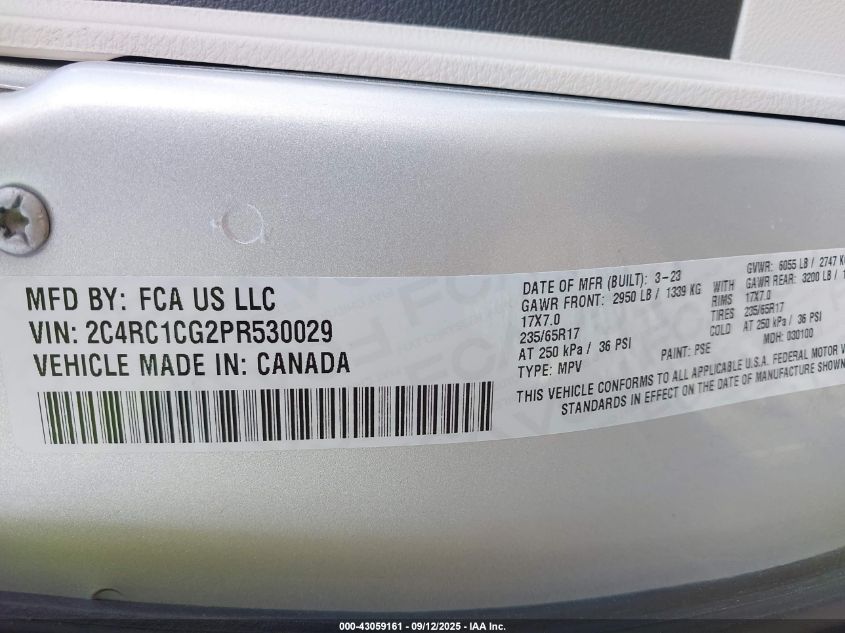 MFD BY: FCA US LLC
VIN: 2C4RC1CG2PR530029
VEHICLE MADE IN: CANADA
DATE OF MFR (BUILT): 3-23
GVWR: 6055 LB / 2747 KG
GAWR FRONT: 2950 LB / 1339 KG WITH GAWR REAR: 3200 LB /
17X7.0 RIMS 17X7.0
235/65R17 TIRES 235/65R17
AT 250 kPa / 36 PSI COLD AT 250 kPa / 36 PSI
TYPE: MPV PAINT: PSE MDH: 030100
THIS VEHICLE CONFORMS TO ALL APPLICABLE U.S.A. FEDERAL MOTOR
STANDARDS IN EFFECT ON THE DATE OF MANUFACTURE SHOWN
000-43059161 - 09/12/2025 - IAA Inc.